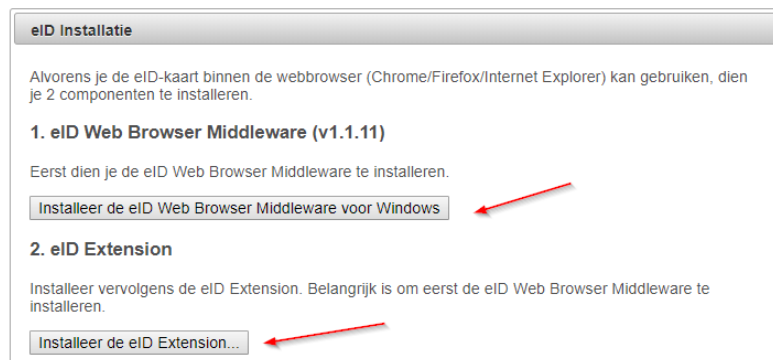 eID Installatie
Alvorens je de eID-kaart binnen de webbrowser (Chrome/Firefox/Internet Explorer) kan gebruiken, dien
je 2 componenten te installeren.
1. eID Web Browser Middleware (v1.1.11)
Eerst dien je de eID Web Browser Middleware te installeren.
Installeer de eID Web Browser Middleware voor Windows
2. eID Extension
Installeer vervolgens de eID Extension. Belangrijk is om eerst de eID Web Browser Middleware te
installeren.
Installeer de eID Extension...